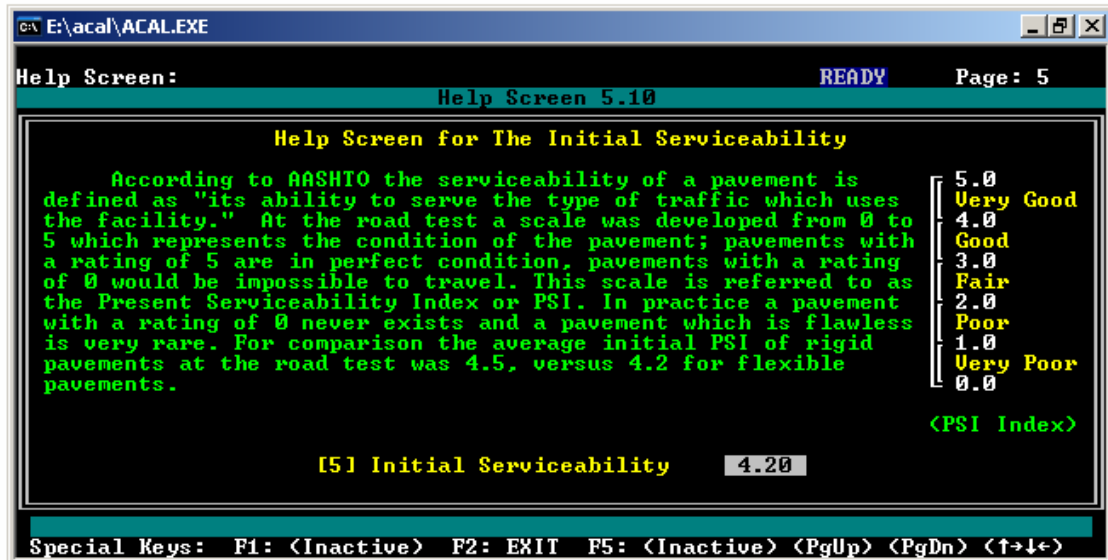 E:\acal\ACAL.EXE
Help Screen: READY Page: 5
Help Screen 5.10
Help Screen for The Initial Serviceability
According to AASHTO the serviceability of a pavement is
defined as "its ability to serve the type of traffic which uses
the facility." At the road test a scale was developed from 0 to
5 which represents the condition of the pavement; pavements with
a rating of 5 are in perfect condition, pavements with a rating
of 0 would be impossible to travel. This scale is referred to as
the Present Serviceability Index or PSI. In practice a pavement
with a rating of 0 never exists and a pavement which is flawless
is very rare. For comparison the average initial PSI of rigid
pavements at the road test was 4.5, versus 4.2 for flexible
pavements.
5.0
Very Good
4.0
Good
3.0
Fair
2.0
Poor
1.0
Very Poor
0.0
(PSI Index)
[5] Initial Serviceability 4.20
Special Keys: F1: (Inactive) F2: EXIT F5: (Inactive) (PgUp) (PgDn) (↑→↓←)